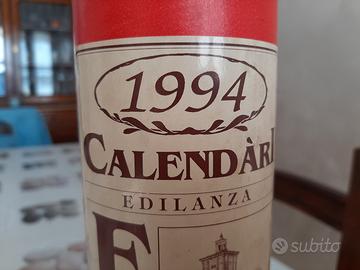 1994
CALENDÀRI
EDILANZA
E
subito